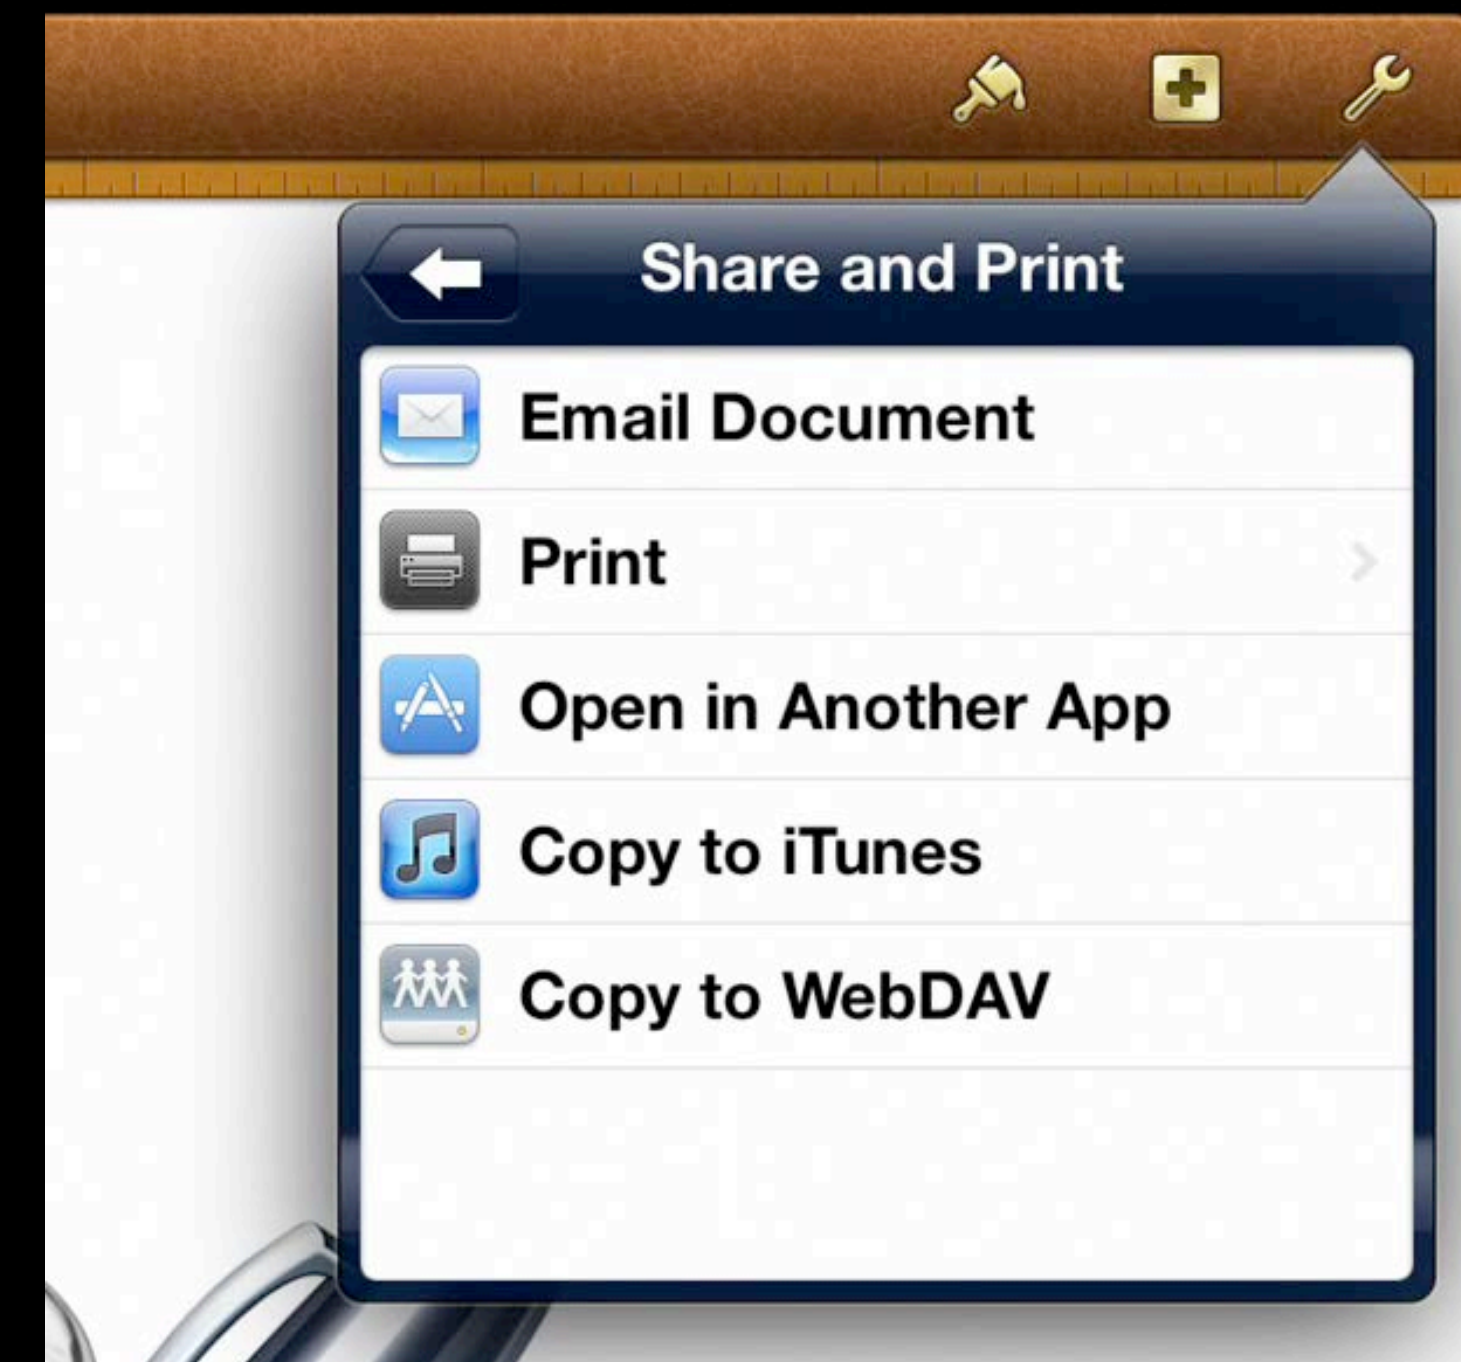 Share and Print
Email Document
Print
Open in Another App
Copy to iTunes
Copy to WebDAV